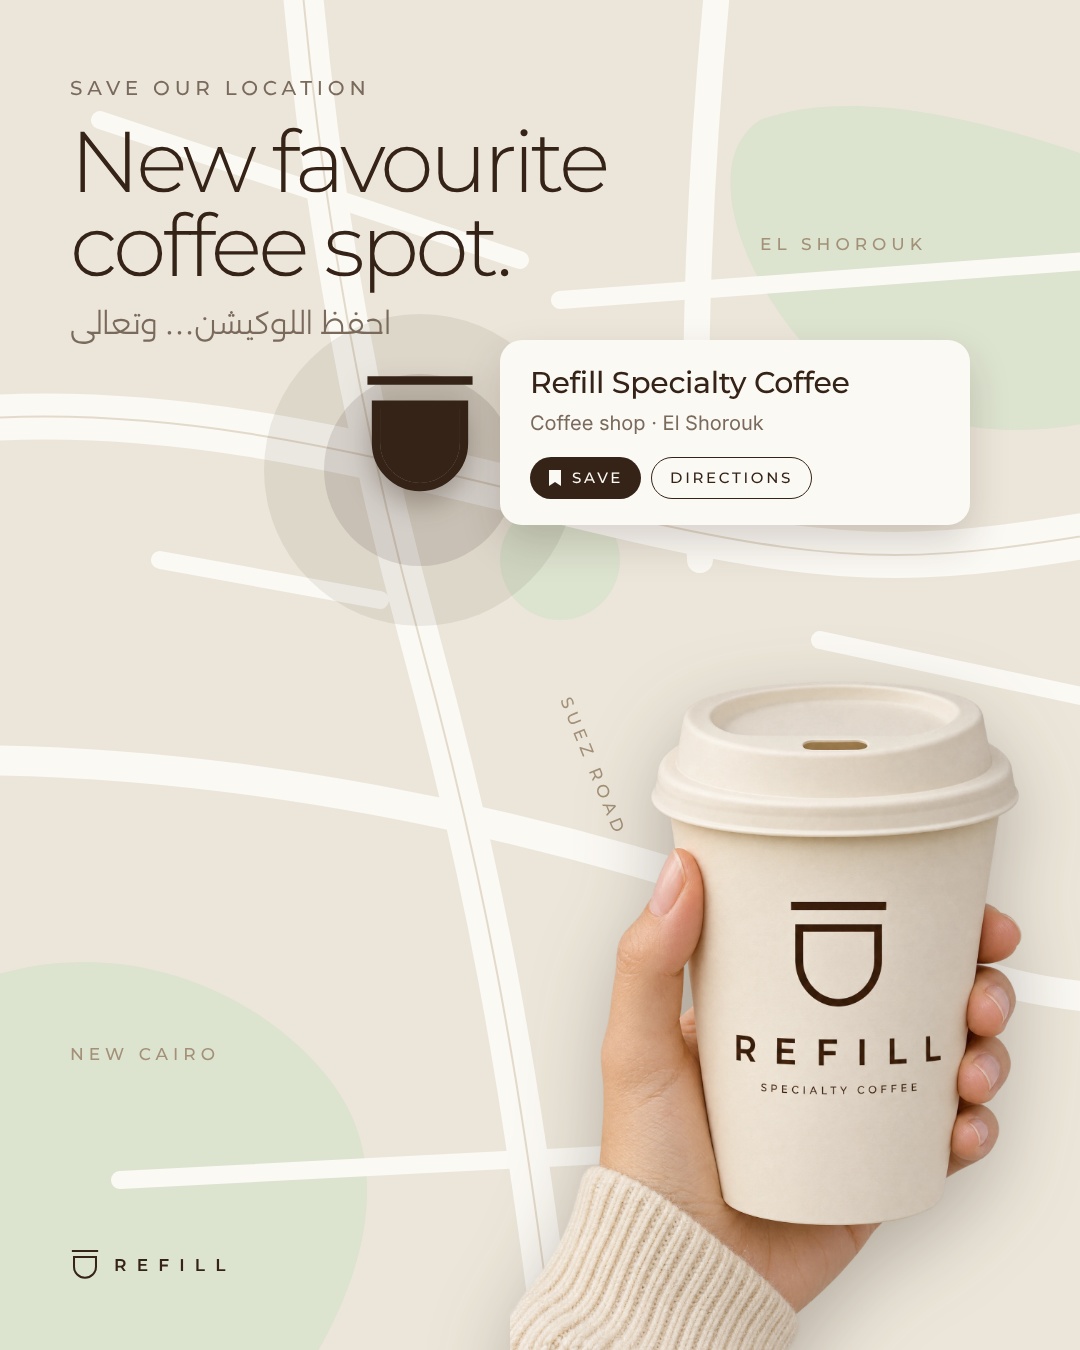 SAVE OUR LOCATION
New favourite
coffee spot.
احفظ اللوكيشن... وتعالى
EL SHOROUK
Refill Specialty Coffee
Coffee shop · El Shorouk
SAVE
DIRECTIONS
SUEZ ROAD
REFILL
SPECIALTY COFFEE
NEW CAIRO
REFILL